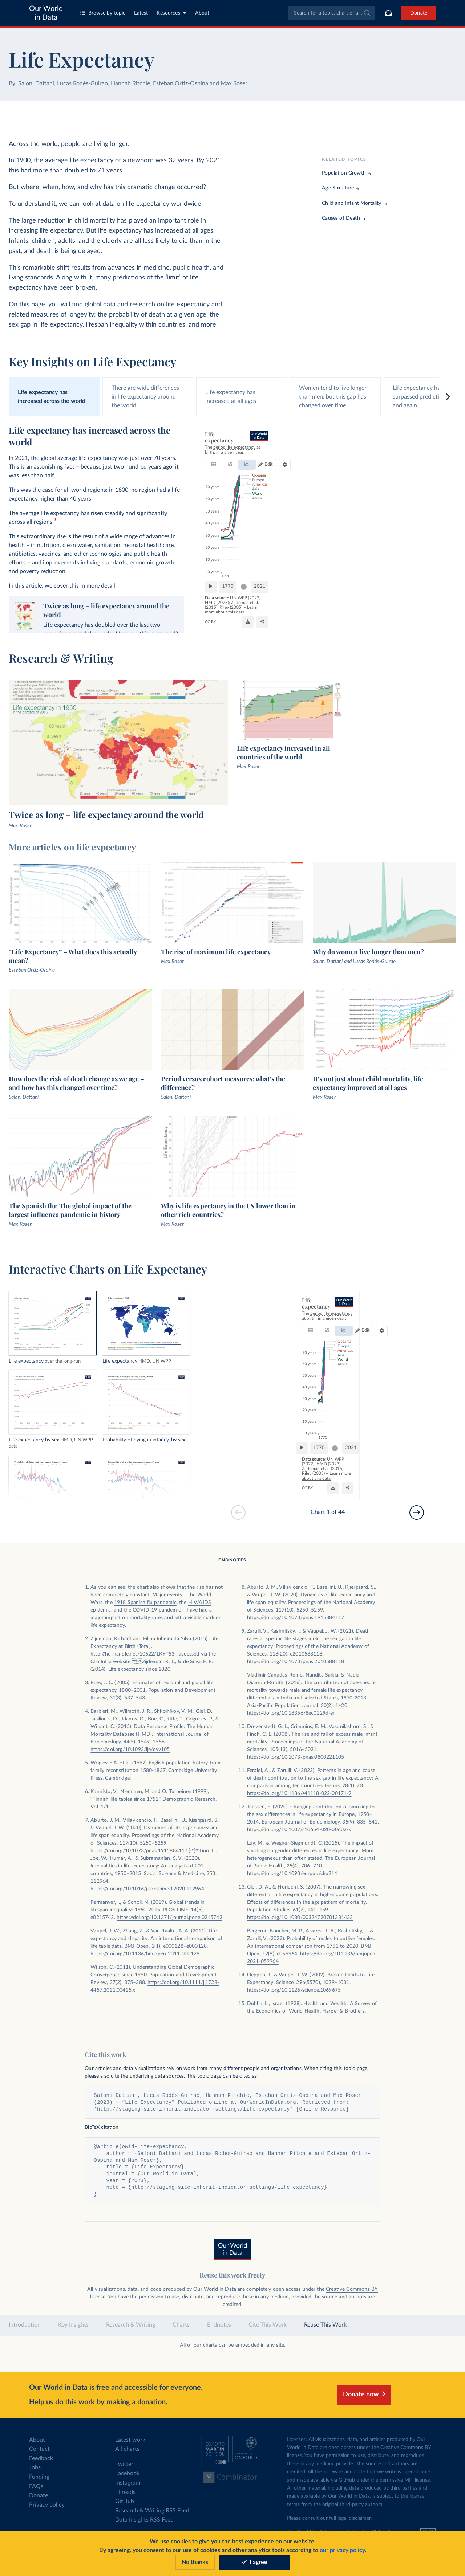 Our World
in Data
Browse by topic
Latest
Resources
About
Search for a topic, chart or a...
Donate
Life Expectancy
By: Saloni Dattani, Lucas Rodés-Guirao, Hannah Ritchie, Esteban Ortiz-Ospina and Max Roser
Across the world, people are living longer.
In 1900, the average life expectancy of a newborn was 32 years. By 2021
this had more than doubled to 71 years.
But where, when, how, and why has this dramatic change occurred?
To understand it, we can look at data on life expectancy worldwide.
The large reduction in child mortality has played an important role in
increasing life expectancy. But life expectancy has increased at all ages.
Infants, children, adults, and the elderly are all less likely to die than in the
past, and death is being delayed.
This remarkable shift results from advances in medicine, public health, and
living standards. Along with it, many predictions of the 'limit' of life
expectancy have been broken.
On this page, you will find global data and research on life expectancy and
related measures of longevity: the probability of death at a given age, the
sex gap in life expectancy, lifespan inequality within countries, and more.
RELATED TOPICS
Population Growth →
Age Structure →
Child and Infant Mortality →
Causes of Death →
Key Insights on Life Expectancy
Life expectancy has
increased across the world
There are wide differences
in life expectancy around
the world
Life expectancy has
increased at all ages
Women tend to live longer
than men, but this gap has
changed over time
Life expectancy ha
surpassed predicti
and again
Life expectancy has increased across the
world
In 2021, the global average life expectancy was just over 70 years.
This is an astonishing fact – because just two hundred years ago, it
was less than half.
This was the case for all world regions: in 1800, no region had a life
expectancy higher than 40 years.
The average life expectancy has risen steadily and significantly
across all regions.1
This extraordinary rise is the result of a wide range of advances in
health – in nutrition, clean water, sanitation, neonatal healthcare,
antibiotics, vaccines, and other technologies and public health
efforts – and improvements in living standards, economic growth,
and poverty reduction.
In this article, we cover this in more detail:
Twice as long – life expectancy around the
world
Life expectancy has doubled over the last two
centuries around the world. How has this happened?
Life
expectancy
Our World
in Data
The period life expectancy at
birth, in a given year.
Edit
70 years
60 years
50 years
40 years
30 years
20 years
10 years
0 years
1770
Oceania
Europe
Americas
Asia
World
Africa
1770
2021
Data source: UN WPP (2022);
HMD (2023); Zijdeman et al.
(2015); Riley (2005) – Learn
more about this data
CC BY
Research & Writing
Life expectancy in 1950
Twice as long – life expectancy around the world
Max Roser
Life expectancy increased in all
countries of the world
Max Roser
More articles on life expectancy
"Life Expectancy" – What does this actually
mean?
Esteban Ortiz-Ospina
The rise of maximum life expectancy
Max Roser
Why do women live longer than men?
Saloni Dattani and Lucas Rodés-Guirao
How does the risk of death change as we age –
and how has this changed over time?
Saloni Dattani
Period versus cohort measures: what's the
difference?
Saloni Dattani
It's not just about child mortality, life
expectancy improved at all ages
Max Roser
Life Expectancy
The Spanish flu: The global impact of the
largest influenza pandemic in history
Max Roser
Why is life expectancy in the US lower than in
other rich countries?
Max Roser
Interactive Charts on Life Expectancy
Life expectancy over the long-run
Life expectancy HMD, UN WPP
Life expectancy by sex HMD, UN WPP
data
Probability of dying in infancy, by sex
Life
expectancy
Our World
in Data
The period life expectancy
at birth, in a given year.
Edit
70 years
60 years
50 years
40 years
30 years
20 years
10 years
0 years
1770
Oceania
Europe
Americas
Asia
World
Africa
1770
2021
Data source: UN WPP
(2022); HMD (2023);
Zijdeman et al. (2015);
Riley (2005) – Learn more
about this data
CC BY
Chart 1 of 44
ENDNOTES
1. As you can see, the chart also shows that the rise has not
been completely constant. Major events – the World
Wars, the 1918 Spanish flu pandemic, the HIV/AIDS
epidemic, and the COVID-19 pandemic – have had a
major impact on mortality rates and left a visible mark on
life expectancy.
2. Zijdeman, Richard and Filipa Ribeira da Silva (2015). Life
Expectancy at Birth (Total).
http://hdl.handle.net/10622/LKYT53 , accessed via the
Clio Infra website. Zijdeman, R. L., & de Silva, F. R.
(2014). Life expectancy since 1820.
3. Riley, J. C. (2005). Estimates of regional and global life
expectancy, 1800–2001. Population and Development
Review, 31(3), 537–543.
4. Barbieri, M., Wilmoth, J. R., Shkolnikov, V. M., Glei, D.,
Jasilionis, D., Jdanov, D., Boe, C., Riffe, T., Grigoriev, P., &
Winant, C. (2015). Data Resource Profile: The Human
Mortality Database (HMD). International Journal of
Epidemiology, 44(5), 1549–1556.
https://doi.org/10.1093/ije/dyv105
5. Wrigley E.A. et al. (1997) English population history from
family reconstitution 1580-1837. Cambridge University
Press, Cambridge.
6. Kannisto, V., Nieminen, M. and O. Turpeinen (1999),
"Finnish life tables since 1751," Demographic Research,
Vol. 1/1.
7. Aburto, J. M., Villavicencio, F., Basellini, U., Kjærgaard, S.,
& Vaupel, J. W. (2020). Dynamics of life expectancy and
life span equality. Proceedings of the National Academy
of Sciences, 117(10), 5250–5259.
https://doi.org/10.1073/pnas.1915884117 Liou, L.,
Joe, W., Kumar, A., & Subramanian, S. V. (2020).
Inequalities in life expectancy: An analysis of 201
countries, 1950–2015. Social Science & Medicine, 253,
112964.
https://doi.org/10.1016/j.socscimed.2020.112964
Permanyer, I., & Scholl, N. (2019). Global trends in
lifespan inequality: 1950-2015. PLOS ONE, 14(5),
e0215742. https://doi.org/10.1371/journal.pone.0215742
Vaupel, J. W., Zhang, Z., & Van Raalte, A. A. (2011). Life
expectancy and disparity: An international comparison of
life table data. BMJ Open, 1(1), e000128–e000128.
https://doi.org/10.1136/bmjopen-2011-000128
Wilson, C. (2011). Understanding Global Demographic
Convergence since 1950. Population and Development
Review, 37(2), 375–388. https://doi.org/10.1111/j.1728-
4457.2011.00415.x
8. Aburto, J. M., Villavicencio, F., Basellini, U., Kjærgaard, S.,
& Vaupel, J. W. (2020). Dynamics of life expectancy and
life span equality. Proceedings of the National Academy
of Sciences, 117(10), 5250–5259.
https://doi.org/10.1073/pnas.1915884117
9. Zarulli, V., Kashnitsky, I., & Vaupel, J. W. (2021). Death
rates at specific life stages mold the sex gap in life
expectancy. Proceedings of the National Academy of
Sciences, 118(20), e2010588118.
https://doi.org/10.1073/pnas.2010588118
Vladimir Canudas-Romo, Nandita Saikia, & Nadia
Diamond-Smith. (2016). The contribution of age-specific
mortality towards male and female life expectancy
differentials in India and selected States, 1970-2013.
Asia-Pacific Population Journal, 20(2), 1–20.
https://doi.org/10.18356/8ec0129d-en
10. Drevenstedt, G. L., Crimmins, E. M., Vasunilashorn, S., &
Finch, C. E. (2008). The rise and fall of excess male infant
mortality. Proceedings of the National Academy of
Sciences, 105(13), 5016–5021.
https://doi.org/10.1073/pnas.0800221105
11. Feraldi, A., & Zarulli, V. (2022). Patterns in age and cause
of death contribution to the sex gap in life expectancy: A
comparison among ten countries. Genus, 78(1), 23.
https://doi.org/10.1186/s41118-022-00171-9
12. Janssen, F. (2020). Changing contribution of smoking to
the sex differences in life expectancy in Europe, 1950–
2014. European Journal of Epidemiology, 35(9), 835–841.
https://doi.org/10.1007/s10654-020-00602-x
Luy, M., & Wegner-Siegmundt, C. (2015). The impact of
smoking on gender differences in life expectancy: More
heterogeneous than often stated. The European Journal
of Public Health, 25(4), 706–710.
https://doi.org/10.1093/eurpub/cku211
13. Glei, D. A., & Horiuchi, S. (2007). The narrowing sex
differential in life expectancy in high-income populations:
Effects of differences in the age pattern of mortality.
Population Studies, 61(2), 141–159.
https://doi.org/10.1080/00324720701331433
Bergeron-Boucher, M.-P., Alvarez, J.-A., Kashnitsky, I., &
Zarulli, V. (2022). Probability of males to outlive females:
An international comparison from 1751 to 2020. BMJ
Open, 12(8), e059964. https://doi.org/10.1136/bmjopen-
2021-059964
14. Oeppen, J., & Vaupel, J. W. (2002). Broken Limits to Life
Expectancy. Science, 296(5570), 1029–1031.
https://doi.org/10.1126/science.1069675
15. Dublin, L., Israel. (1928). Health and Wealth: A Survey of
the Economics of World Health. Harper & Brothers.
Cite this work
Our articles and data visualizations rely on work from many different people and organizations. When citing this topic page,
please also cite the underlying data sources. This topic page can be cited as:
Saloni Dattani, Lucas Rodés-Guirao, Hannah Ritchie, Esteban Ortiz-Ospina and Max Roser
(2023) - "Life Expectancy" Published online at OurWorldInData.org. Retrieved from:
'http://staging-site-inherit-indicator-settings/life-expectancy' [Online Resource]
BibTeX citation
@article{owid-life-expectancy,
author = {Saloni Dattani and Lucas Rodés-Guirao and Hannah Ritchie and Esteban Ortiz-
Ospina and Max Roser},
title = {Life Expectancy},
journal = {Our World in Data},
year = {2023},
note = {http://staging-site-inherit-indicator-settings/life-expectancy}
}
Our World
in Data
Reuse this work freely
All visualizations, data, and code produced by Our World in Data are completely open access under the Creative Commons BY
license. You have permission to use, distribute, and reproduce these in any medium, provided the source and authors are
credited.
Introduction
Key Insights
Research & Writing
Charts
Endnotes
Cite This Work
Reuse This Work
All of our charts can be embedded in any site.
Our World in Data is free and accessible for everyone.
Help us do this work by making a donation.
Donate now
About
Contact
Feedback
Jobs
Funding
FAQs
Donate
Privacy policy
Latest work
All charts
Twitter
Facebook
Instagram
Threads
GitHub
Research & Writing RSS Feed
Data Insights RSS Feed
OXFORD
MARTIN
SCHOOL
UNIVERSITY OF
OXFORD
Y Combinator
Licenses: All visualizations, data, and articles produced by Our
World in Data are open access under the Creative Commons BY
license. You have permission to use, distribute, and reproduce
these in any medium, provided the source and authors are
credited. All the software and code that we write is open source
and made available via GitHub under the permissive MIT license.
All other material, including data produced by third parties and
made available by Our World in Data, is subject to the license
terms from the original third-party authors.
Please consult our full legal disclaimer.
We use cookies to give you the best experience on our website.
By agreeing, you consent to our use of cookies and other analytics tools according to our privacy policy.
No thanks
I agree